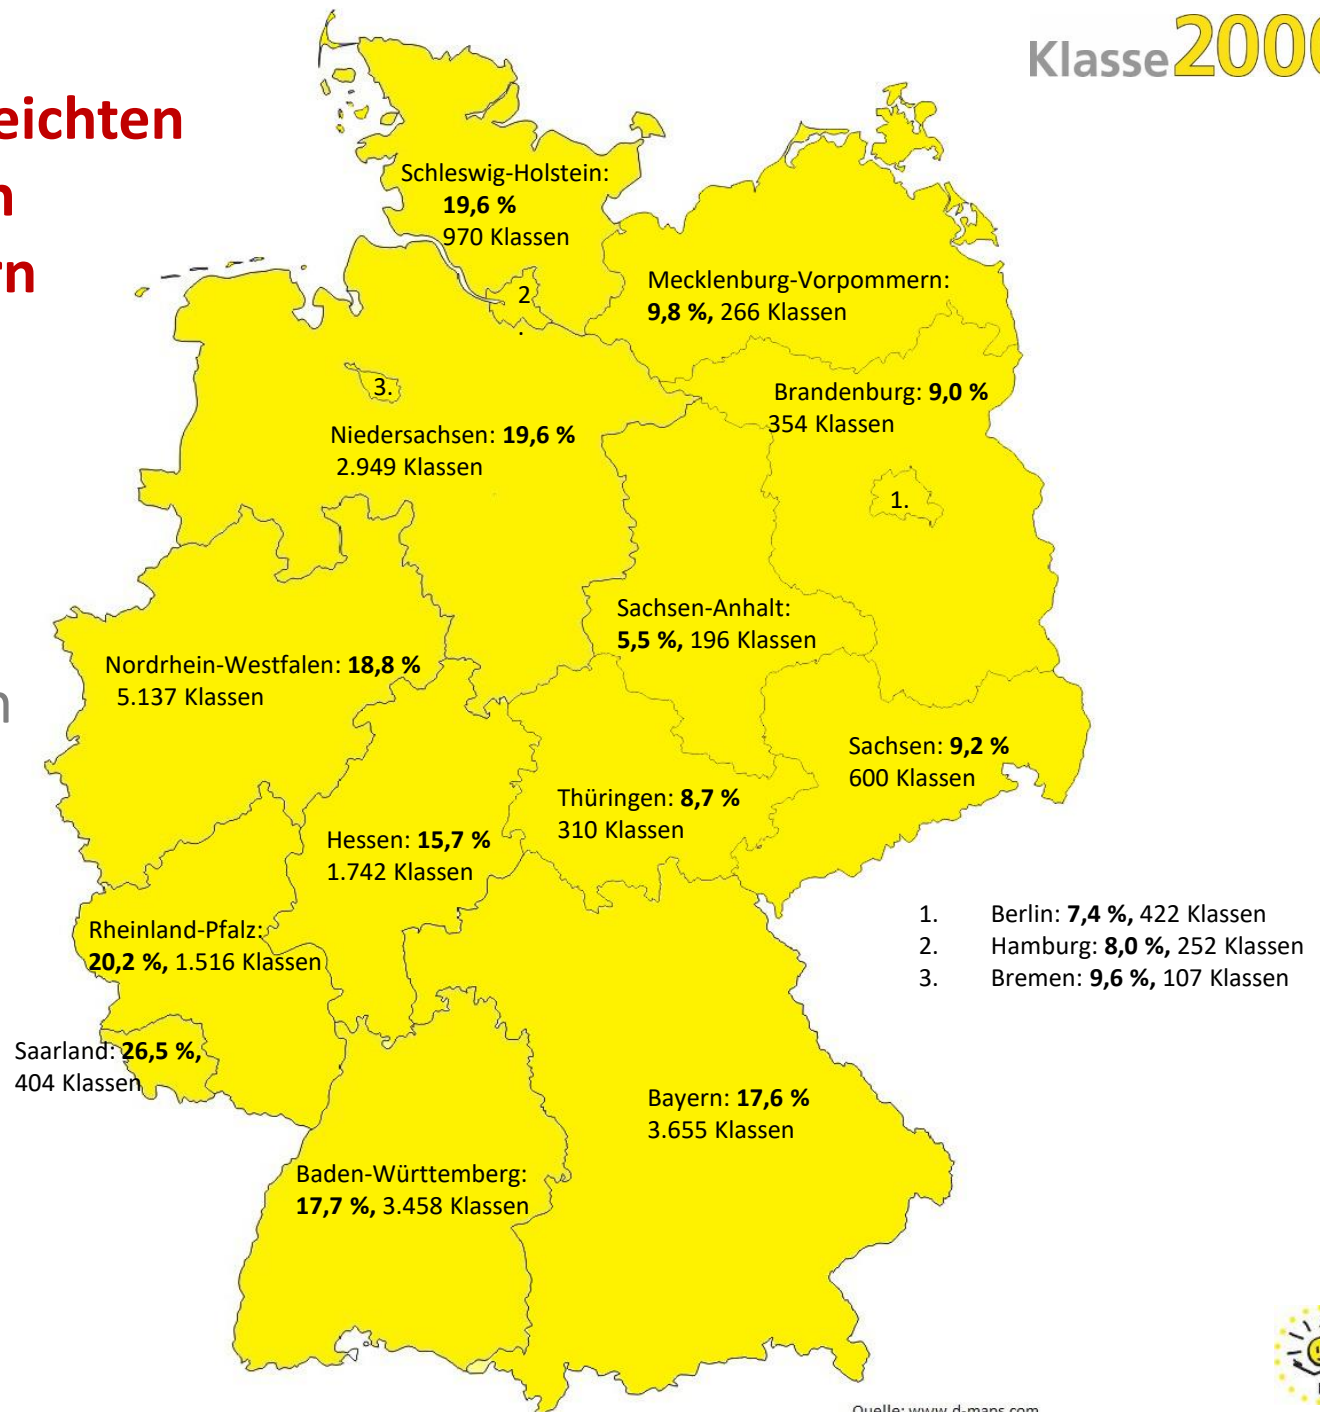 Klasse200
eichten
n
rn
n
Schleswig-Holstein:
19,6 %
970 Klassen
2
.
Mecklenburg-Vorpommern:
9,8 %, 266 Klassen
3.
Brandenburg: 9,0 %
354 Klassen
Niedersachsen: 19,6 %
2.949 Klassen
1.
Sachsen-Anhalt:
5,5 %, 196 Klassen
Nordrhein-Westfalen: 18,8 %
5.137 Klassen
Sachsen: 9,2 %
600 Klassen
Thüringen: 8,7 %
310 Klassen
Hessen: 15,7 %
1.742 Klassen
Rheinland-Pfalz:
20,2 %, 1.516 Klassen
1. Berlin: 7,4 %, 422 Klassen
2. Hamburg: 8,0 %, 252 Klassen
3. Bremen: 9,6 %, 107 Klassen
Saarland: 26,5 %,
404 Klassen
Bayern: 17,6 %
3.655 Klassen
Baden-Württemberg:
17,7 %, 3.458 Klassen
Quelle: www.d-maps.com